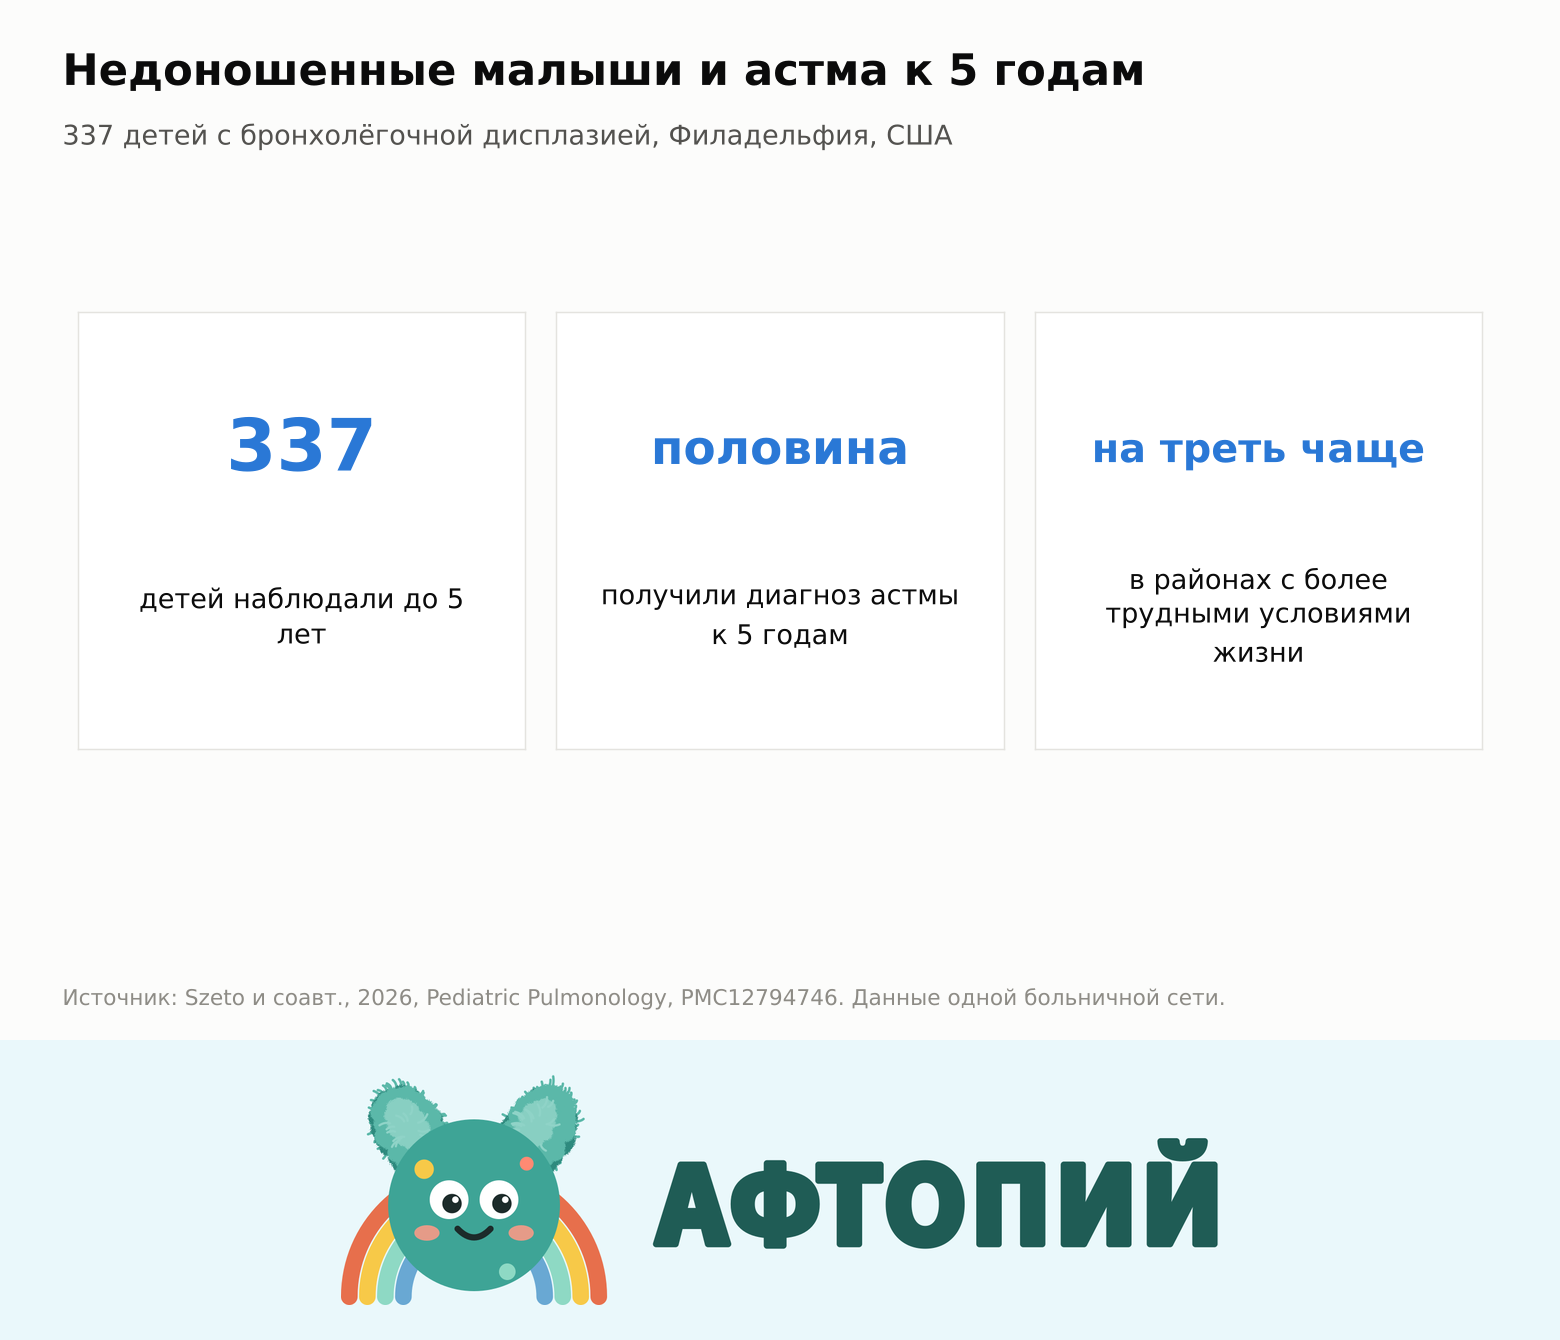 Недоношенные малыши и астма к 5 годам
337 детей с бронхолёгочной дисплазией, Филадельфия, США
337
детей наблюдали до 5
лет
половина
получили диагноз астмы
к 5 годам
на треть чаще
в районах с более
трудными условиями
жизни
Источник: Szeto и соавт., 2026, Pediatric Pulmonology, PMC12794746. Данные одной больничной сети.
АФТОПИЙ